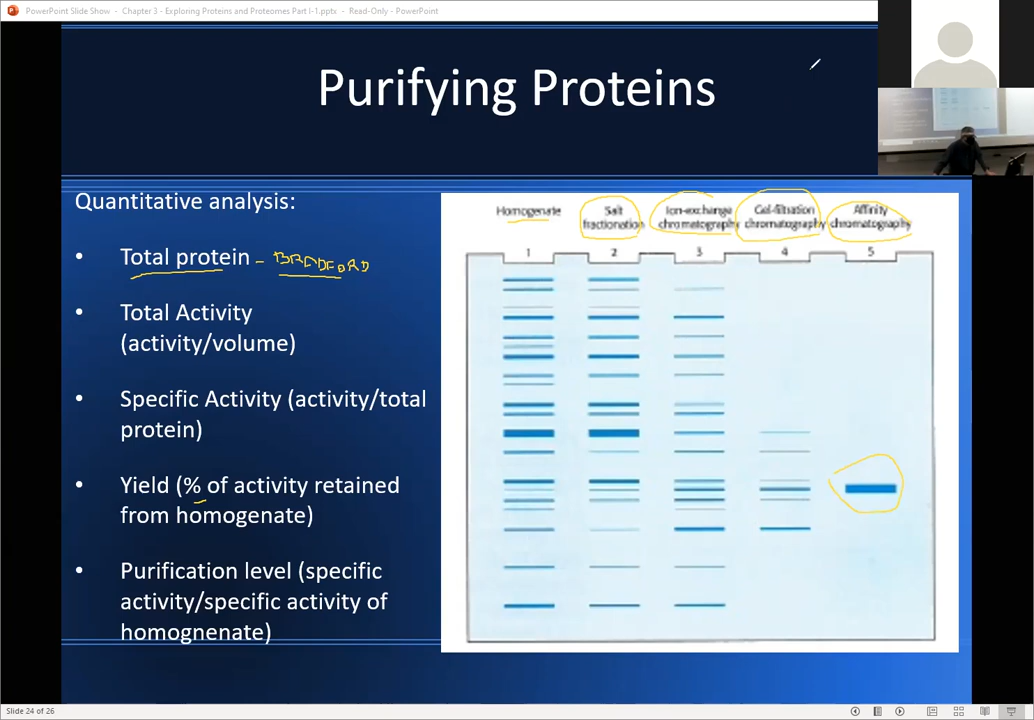 PowerPoint Slide Show - Chapter 3 - Exploring Proteins and Proteomes Part I-1.pptx - Read-Only - PowerPoint
Purifying Proteins
Quantitative analysis:
• Total protein - BRADFORD
• Total Activity
(activity/volume)
• Specific Activity (activity/total
protein)
• Yield (% of activity retained
from homogenate)
• Purification level (specific
activity/specific activity of
homognenate)
Homogenate
Salt
fractionation
Ion-exchange
chromatography
Gel-filtration
chromatography
Affinity
chromatography
1 2 3 4 5
Slide 24 of 26